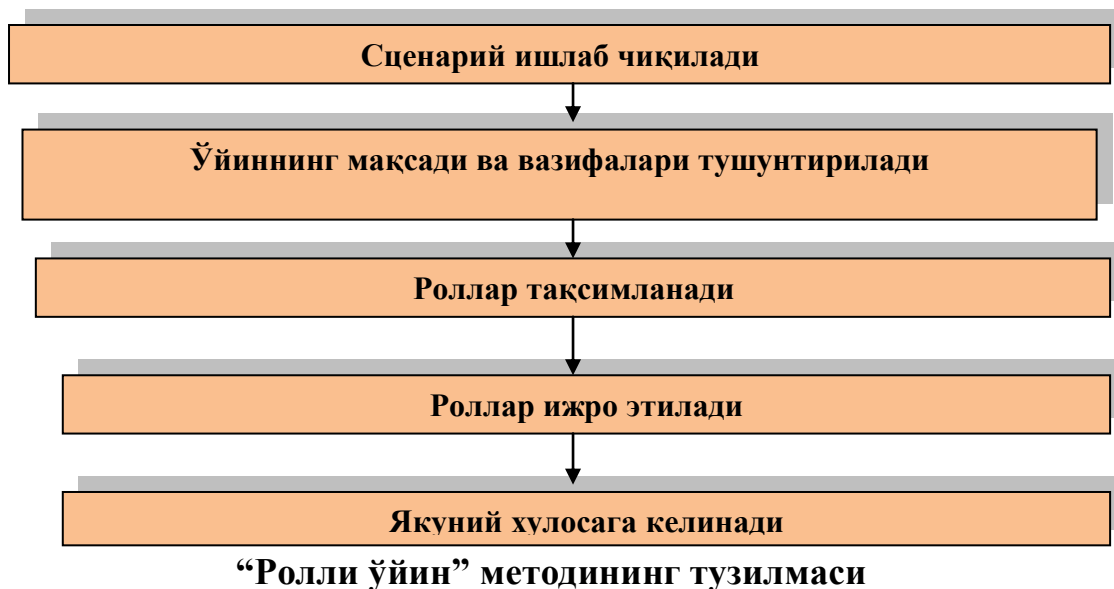 Сценарий ишлаб чиқилади
Ўйиннинг мақсади ва вазифалари тушунтирилади
Роллар тақсимланади
Роллар ижро этилади
Якуний хулосага келинади
“Ролли ўйин” методининг тузилмаси